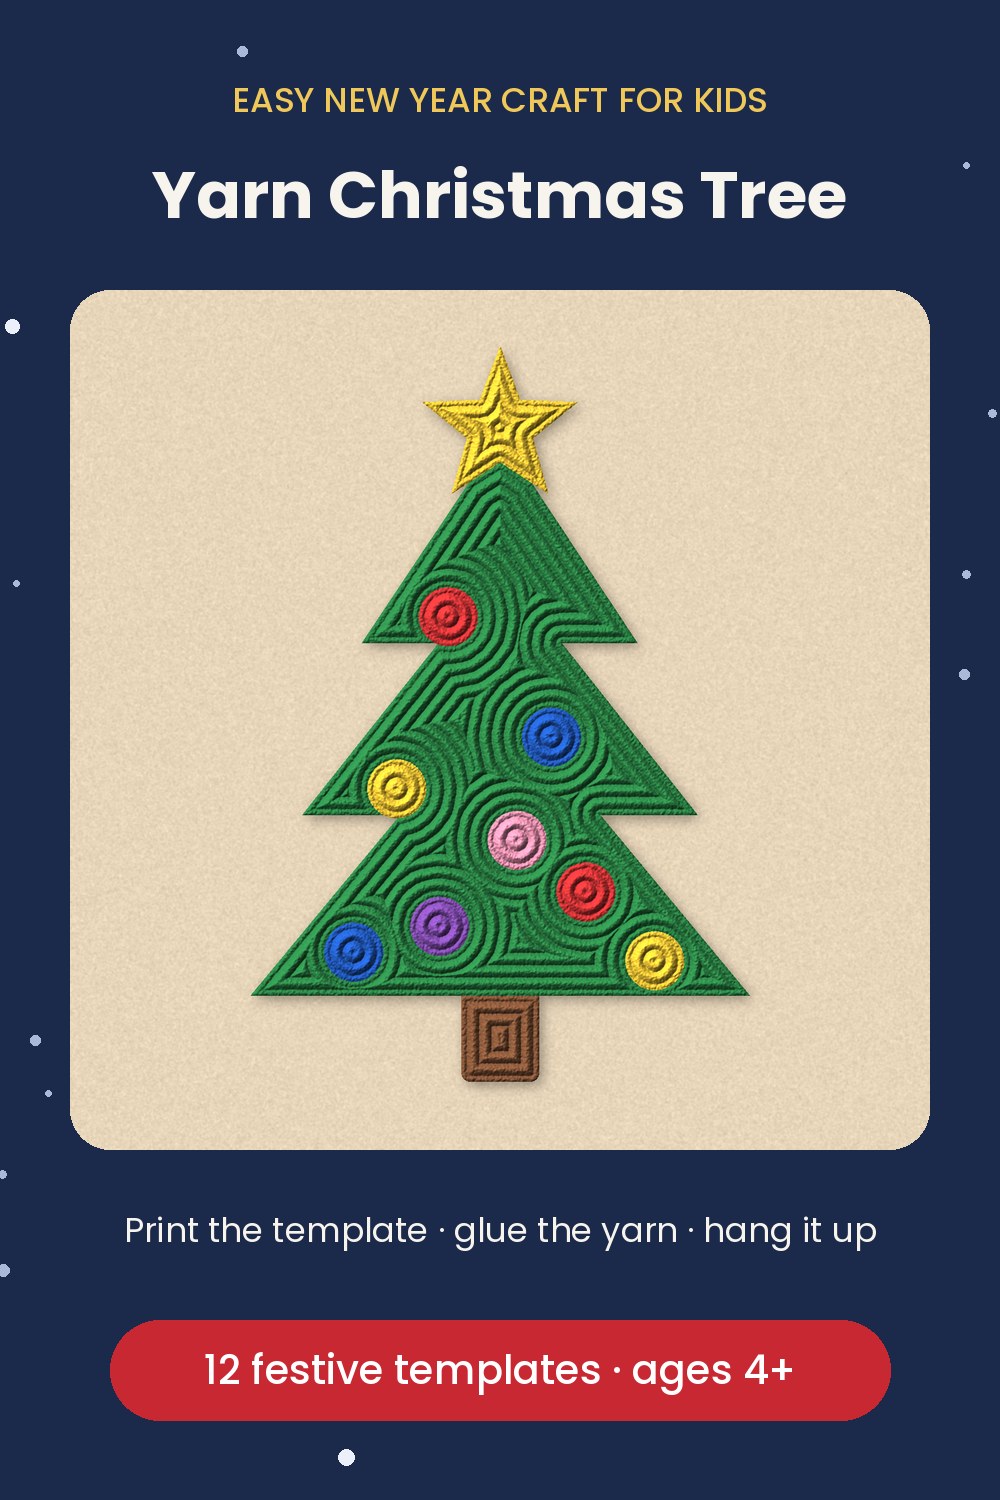 EASY NEW YEAR CRAFT FOR KIDS
Yarn Christmas Tree
Print the template · glue the yarn · hang it up
12 festive templates · ages 4+